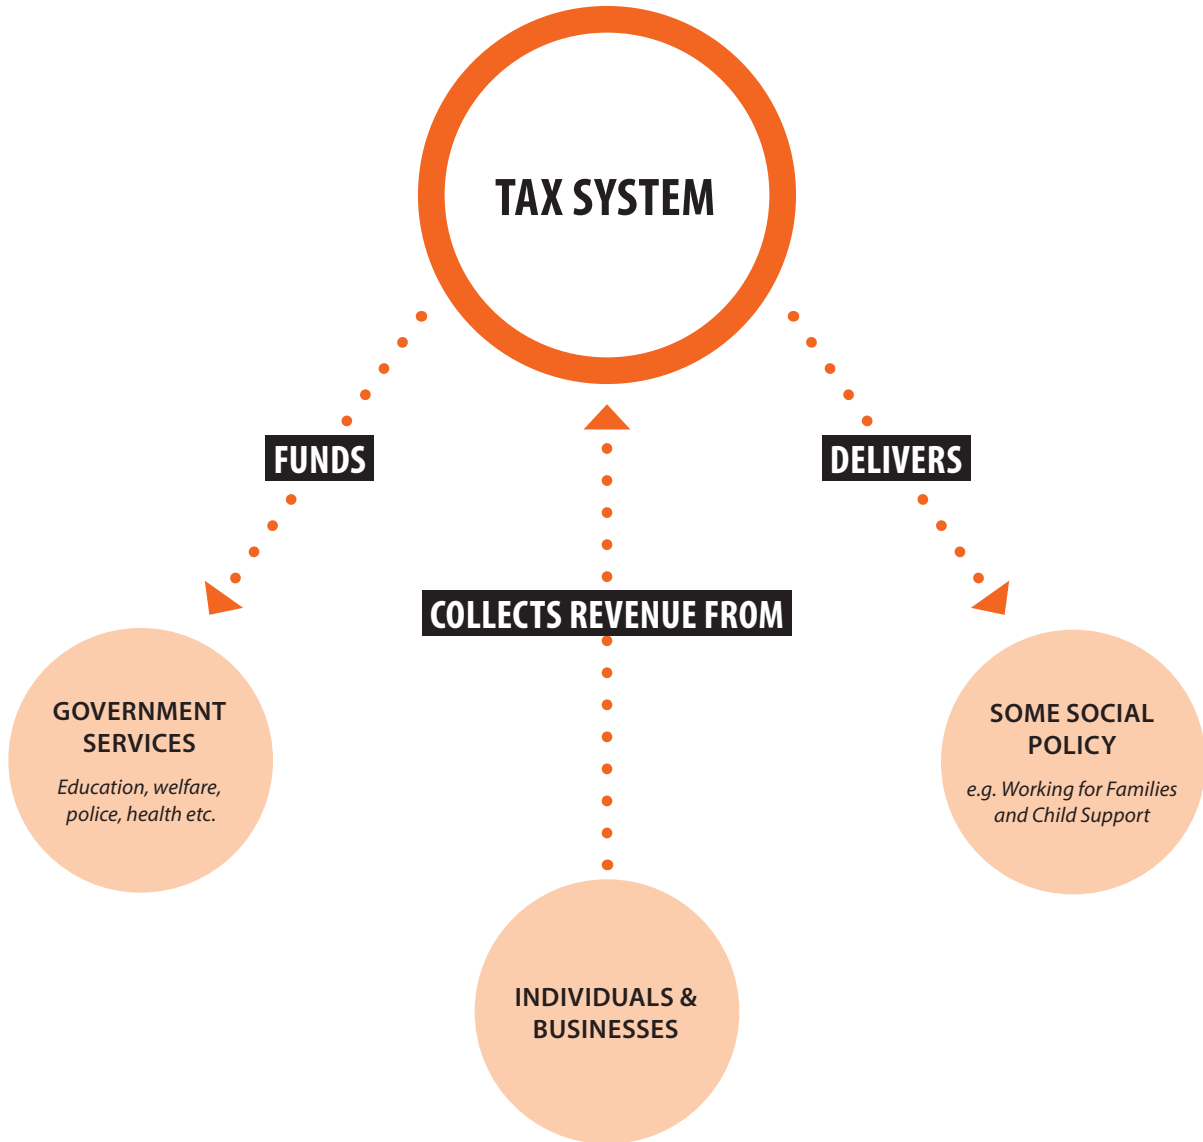 TAX SYSTEM
FUNDS
DELIVERS
COLLECTS REVENUE FROM
GOVERNMENT
SERVICES
Education, welfare,
police, health etc.
SOME SOCIAL
POLICY
e.g. Working for Families
and Child Support
INDIVIDUALS &
BUSINESSES